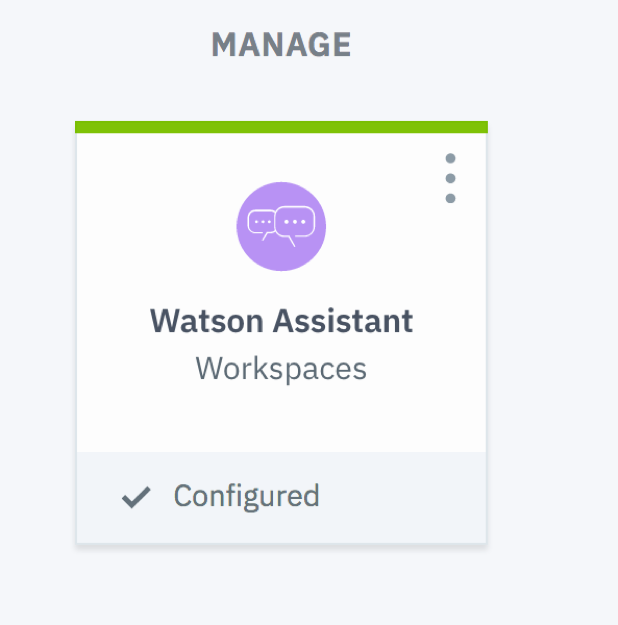 MANAGE
Watson Assistant
Workspaces
Configured